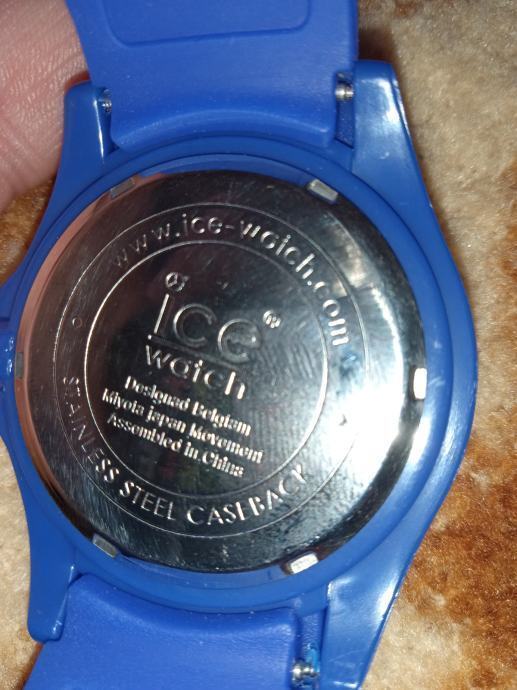 www.ice-watch.com
ice®
watch
Designed Belgium
Miyota Japan Movement
Assembled in China
STAINLESS STEEL CASEBACK